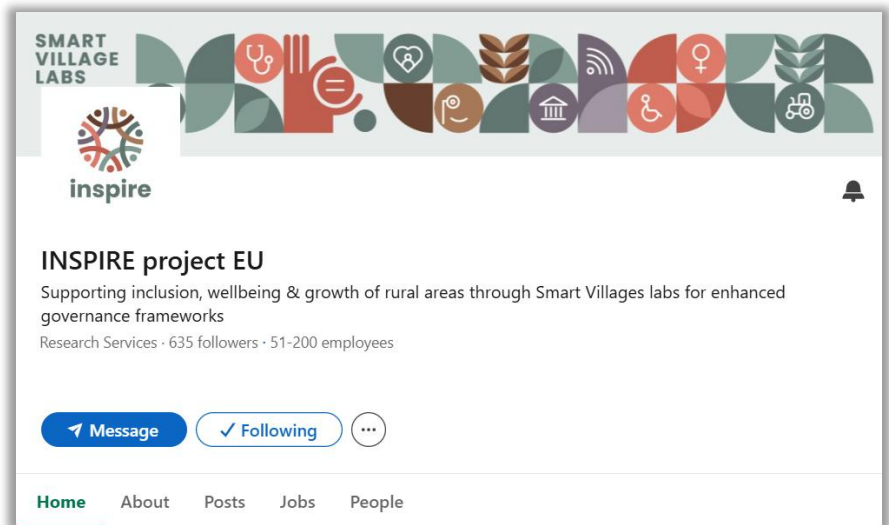 SMART
VILLAGE
LABS
inspire
INSPIRE project EU
Supporting inclusion, wellbeing & growth of rural areas through Smart Villages labs for enhanced
governance frameworks
Research Services · 635 followers · 51-200 employees
Message
Following
Home About Posts Jobs People